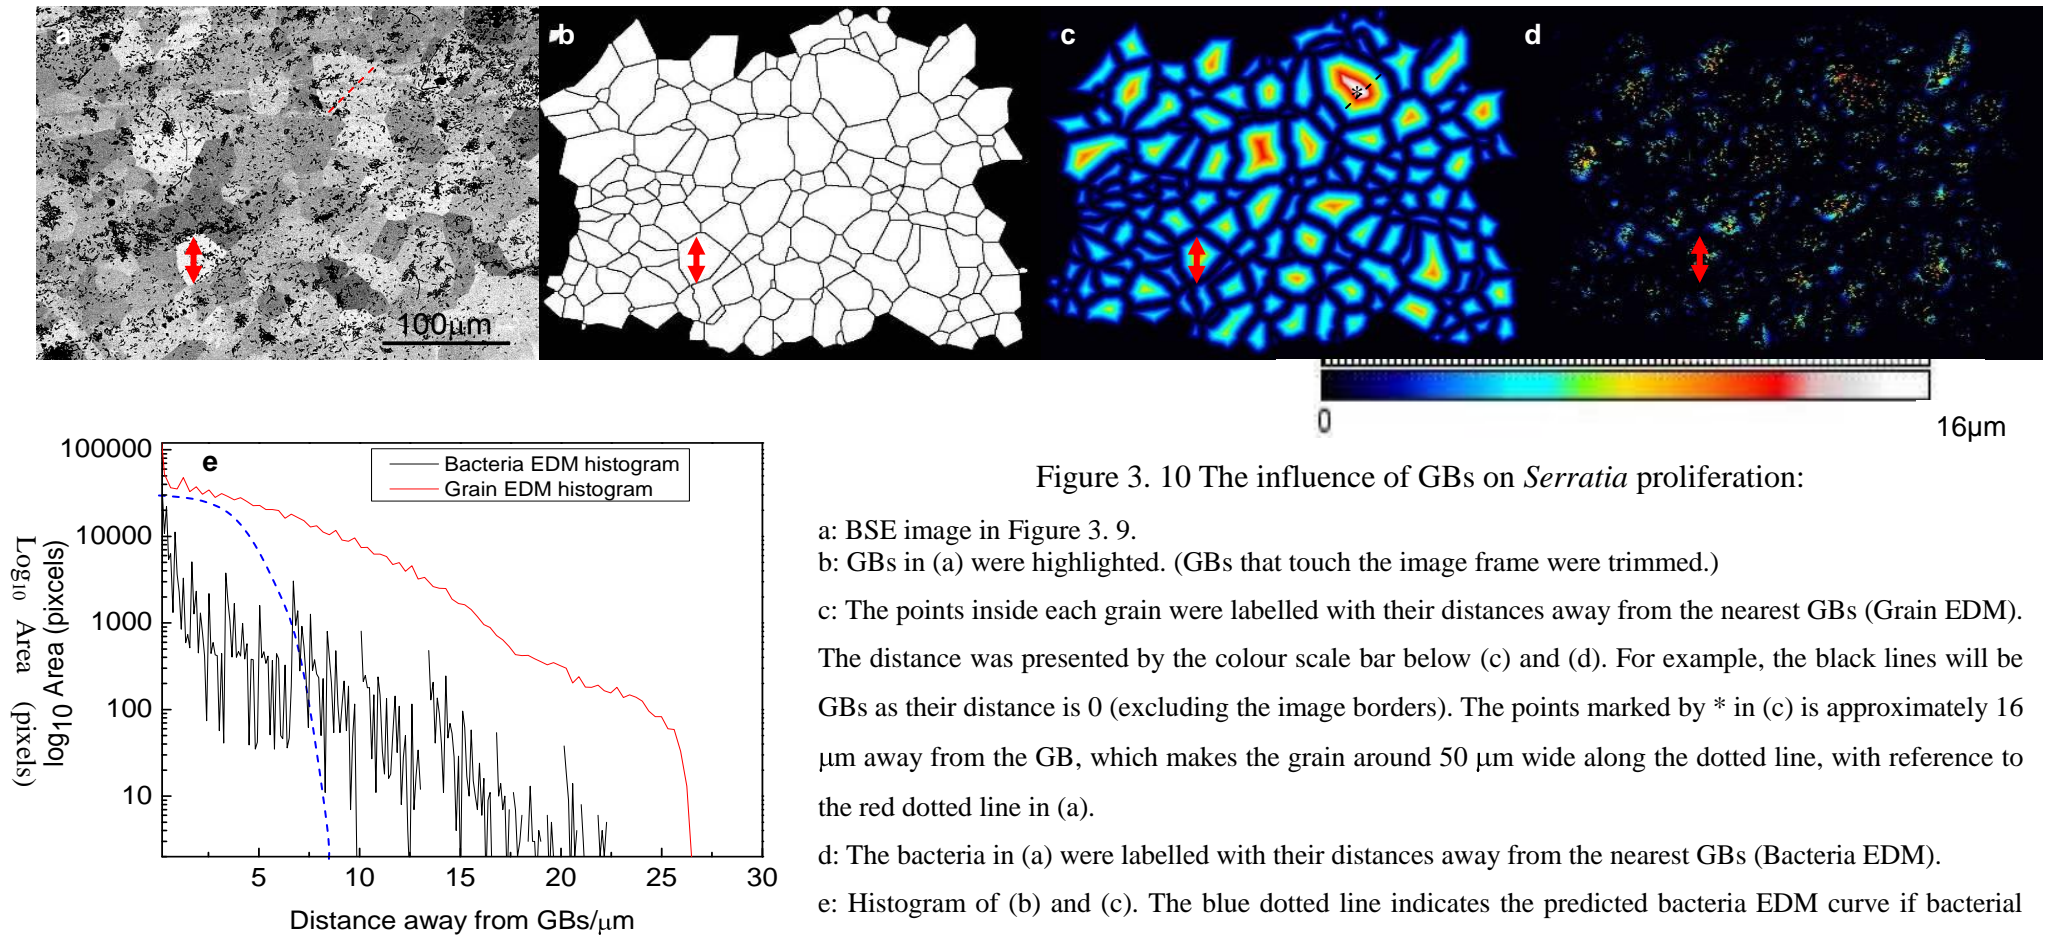 a
b
c
d
100µm
0
16µm
e
Bacteria EDM histogram
Grain EDM histogram
100000
10000
1000
100
10
Log10 Area (pixels)
log10 Area (pixcels)
5 10 15 20 25 30
Distance away from GBs/µm
Figure 3. 10 The influence of GBs on Serratia proliferation:
a: BSE image in Figure 3. 9.
b: GBs in (a) were highlighted. (GBs that touch the image frame were trimmed.)
c: The points inside each grain were labelled with their distances away from the nearest GBs (Grain EDM).
The distance was presented by the colour scale bar below (c) and (d). For example, the black lines will be
GBs as their distance is 0 (excluding the image borders). The points marked by * in (c) is approximately 16
µm away from the GB, which makes the grain around 50 µm wide along the dotted line, with reference to
the red dotted line in (a).
d: The bacteria in (a) were labelled with their distances away from the nearest GBs (Bacteria EDM).
e: Histogram of (b) and (c). The blue dotted line indicates the predicted bacteria EDM curve if bacterial